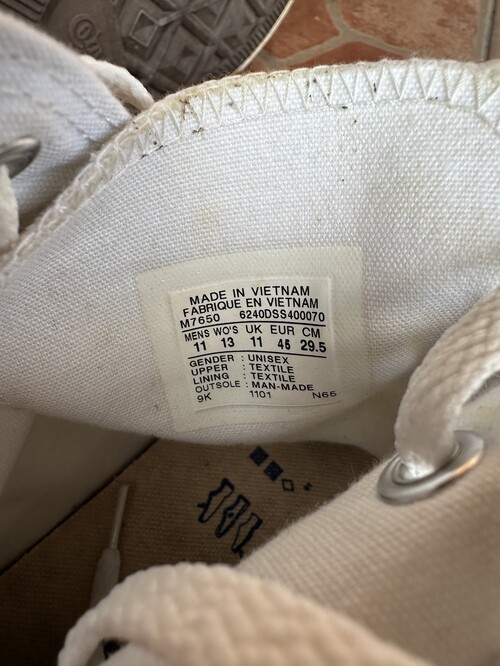 MADE IN VIETNAM
FABRIQUE EN VIETNAM
M7650 6240DSS400070
MENS WO'S UK EUR CM
11 13 11 46 29.5
GENDER : UNISEX
UPPER : TEXTILE
LINING : TEXTILE
OUTSOLE : MAN-MADE
9K 1101 N65